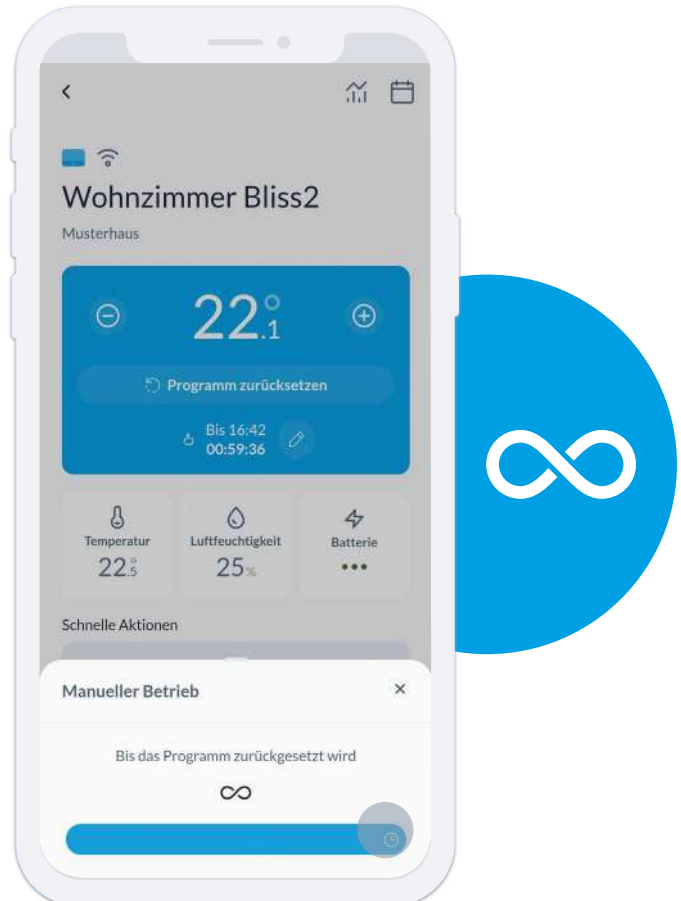 Wohnzimmer Bliss2
Musterhaus
22°.1
Programm zurücksetzen
Bis 16:42
00:59:36
Temperatur
22°.5
Luftfeuchtigkeit
25%
Batterie
Schnelle Aktionen
Manueller Betrieb
Bis das Programm zurückgesetzt wird